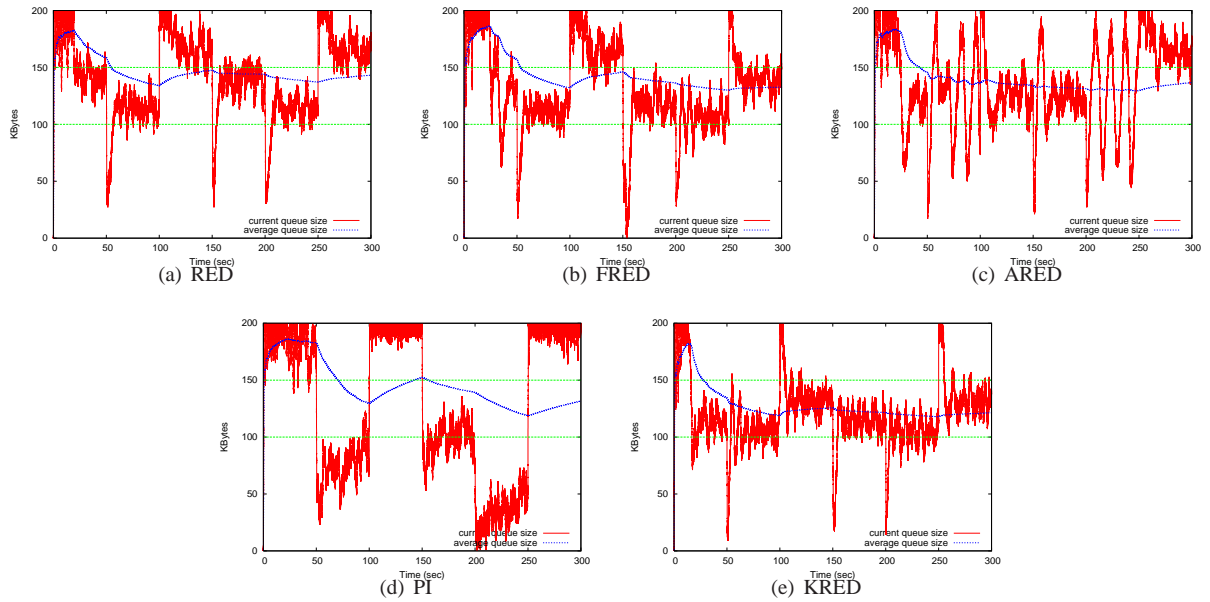 200
150
100
50
0
KBytes
0 50 100 150 200 250 300
Time (sec)
current queue size
average queue size
(a) RED
200
150
100
50
0
KBytes
0 50 100 150 200 250 300
Time (sec)
current queue size
average queue size
(b) FRED
200
150
100
50
0
KBytes
0 50 100 150 200 250 300
Time (sec)
current queue size
average queue size
(c) ARED
200
150
100
50
0
KBytes
0 50 100 150 200 250 300
Time (sec)
current queue size
average queue size
(d) PI
200
150
100
50
0
KBytes
0 50 100 150 200 250 300
Time (sec)
current queue size
average queue size
(e) KRED